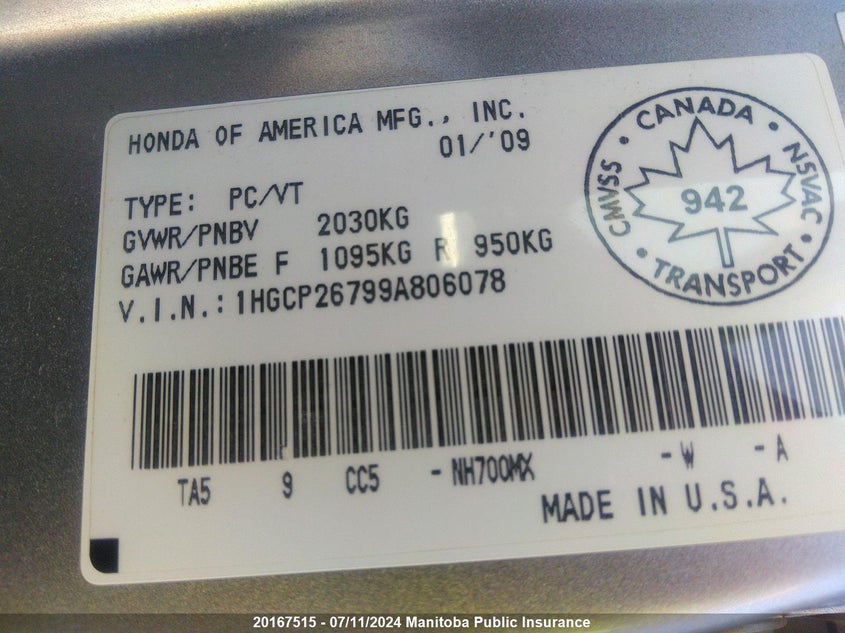 HONDA OF AMERICA MFG., INC.
01/'09
TYPE: PC/VT
GVWR/PNBV 2030KG
GAWR/PNBE F 1095KG R 950KG
V.I.N.: 1HGCP26799A806078
CANADA
CMVSS • • NSVAC
942
• TRANSPORT •
TA5 9 CC5 - NH700MX - W - A
MADE IN U.S.A.
20167515 - 07/11/2024 Manitoba Public Insurance